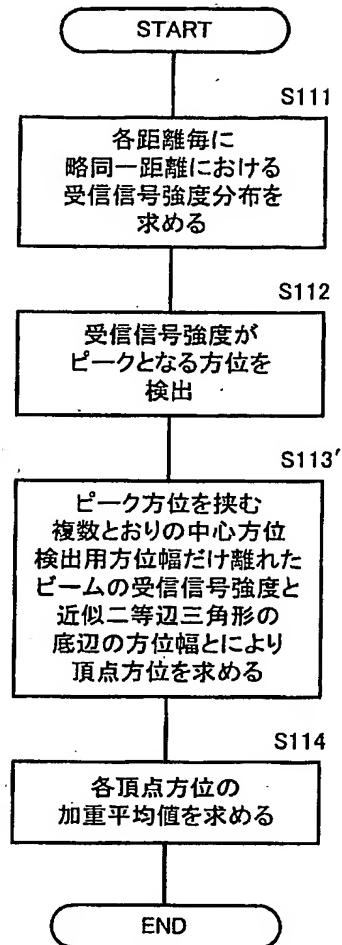 START
S111
各距離毎に
略同一距離における
受信信号強度分布を
求める
S112
受信信号強度が
ピークとなる方位を
検出
S113′
ピーク方位を挟む
複数とおりの中心方位
検出用方位幅だけ離れた
ビームの受信信号強度と
近似二等辺三角形の
底辺の方位幅とにより
頂点方位を求める
S114
各頂点方位の
加重平均値を求める
END